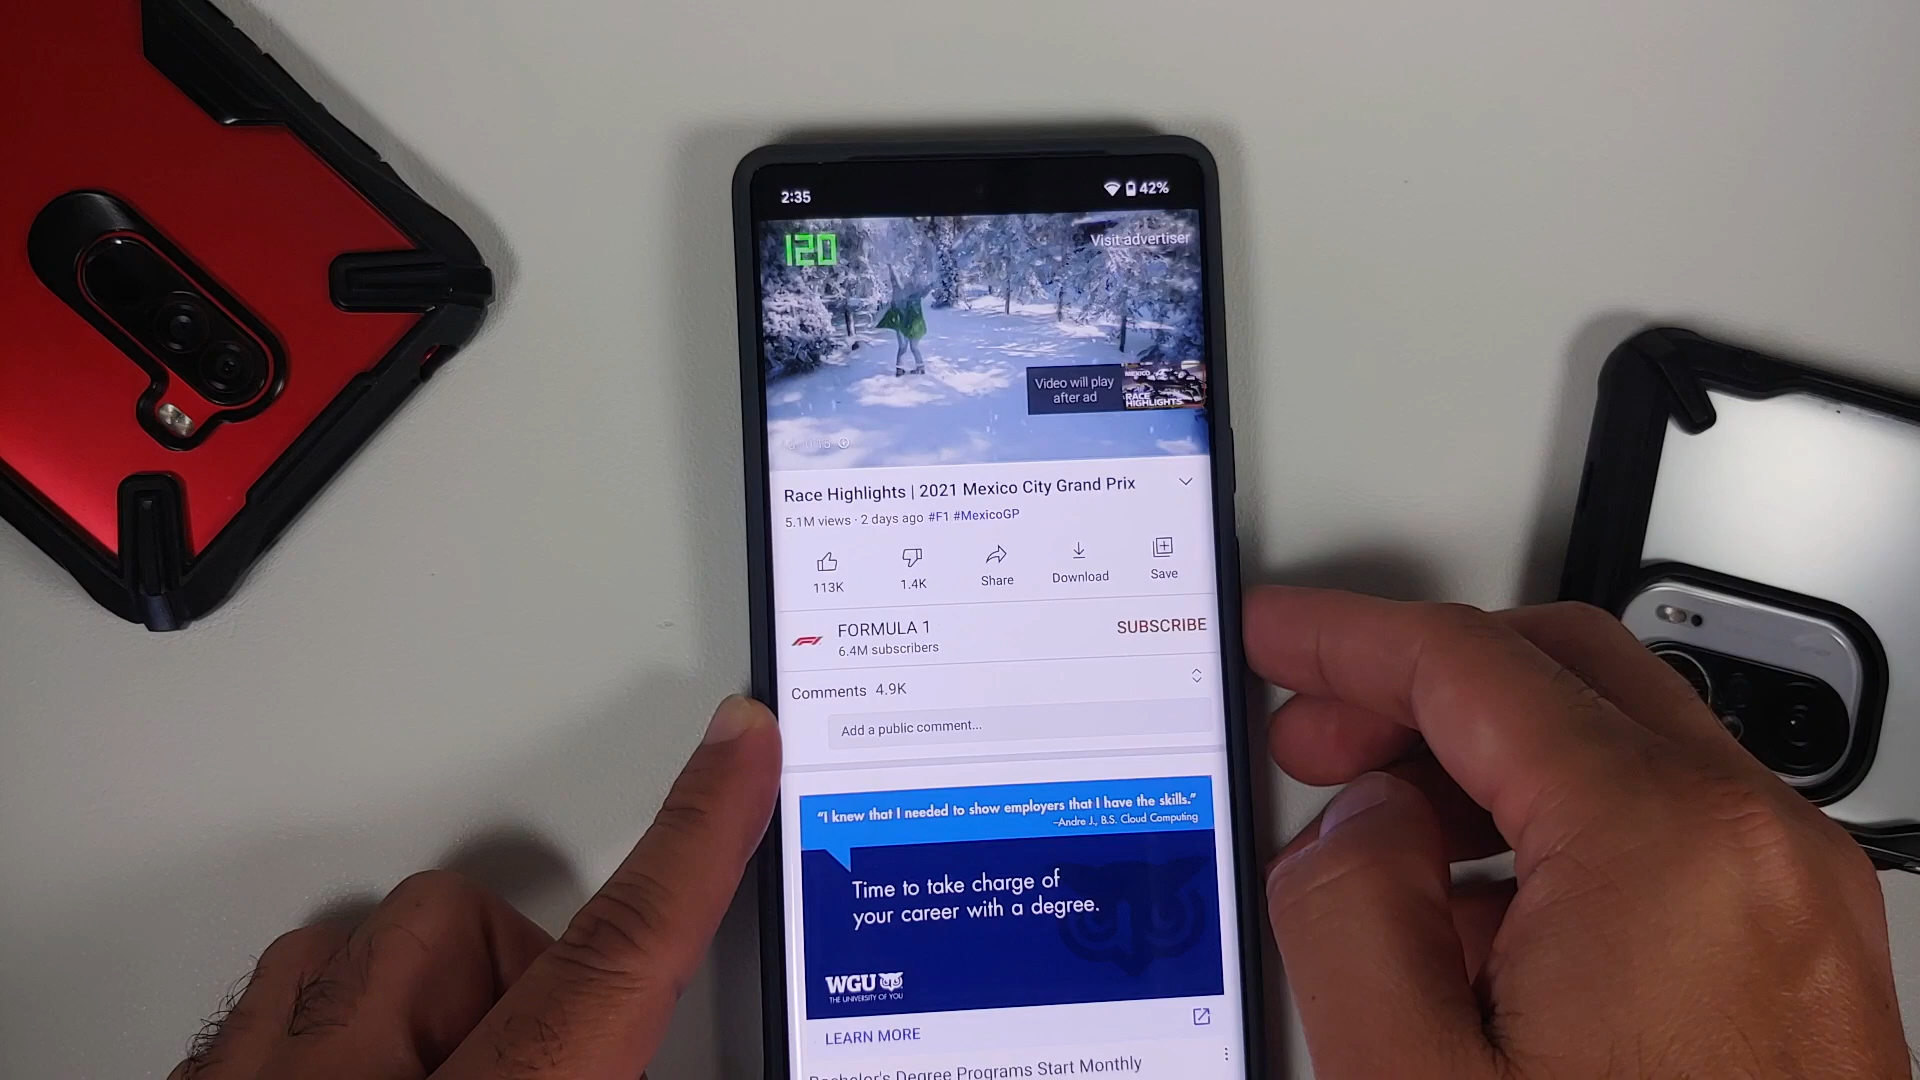 2:35
42%
120
Visit advertiser
Video will play
after ad
MEXICO
RACE
HIGHLIGHTS
Race Highlights | 2021 Mexico City Grand Prix
5.1M views · 2 days ago #F1 #MexicoGP
113K
1.4K
Share
Download
Save
FORMULA 1
6.4M subscribers
SUBSCRIBE
Comments 4.9K
Add a public comment...
"I knew that I needed to show employers that I have the skills."
–Andre J., B.S. Cloud Computing
Time to take charge of
your career with a degree.
WGU
THE UNIVERSITY OF YOU
LEARN MORE
Bachelor's Degree Programs Start Monthly